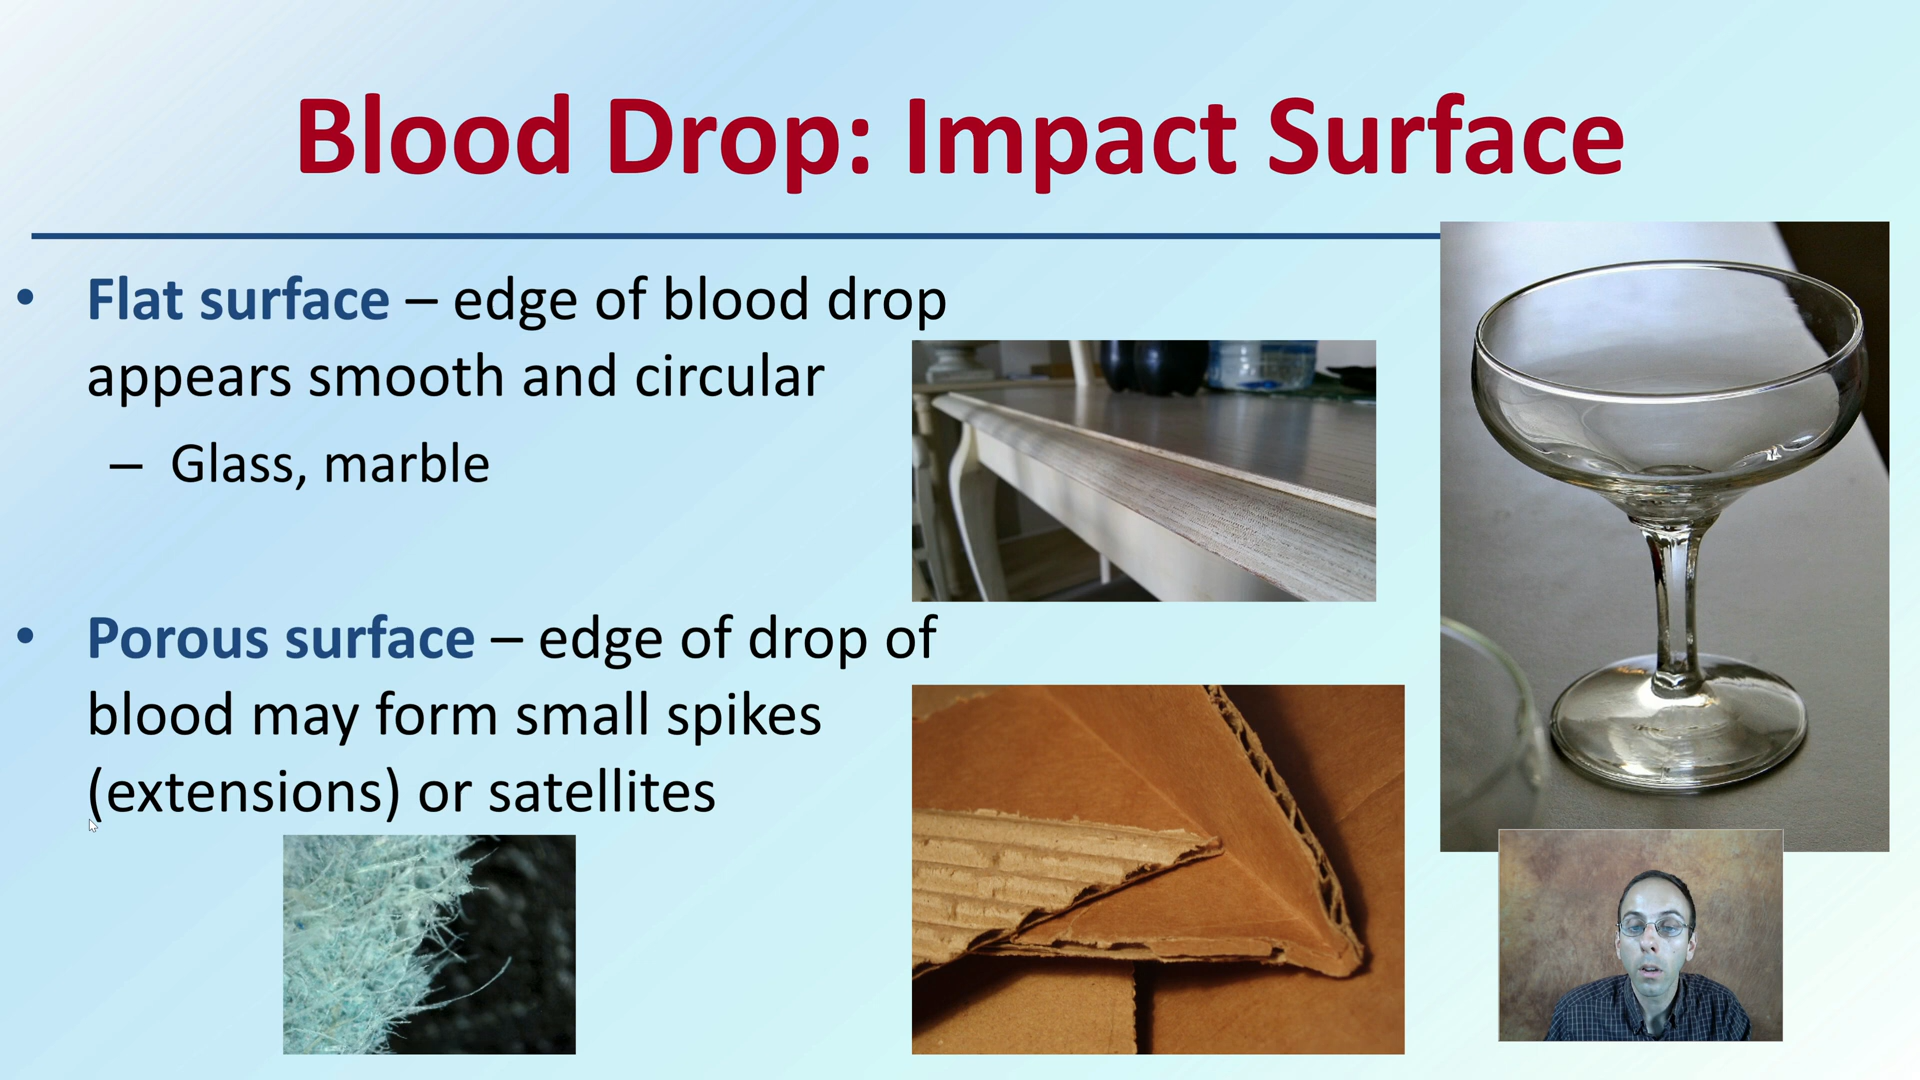 Blood Drop: Impact Surface
• Flat surface – edge of blood drop
appears smooth and circular
– Glass, marble
• Porous surface – edge of drop of
blood may form small spikes
(extensions) or satellites